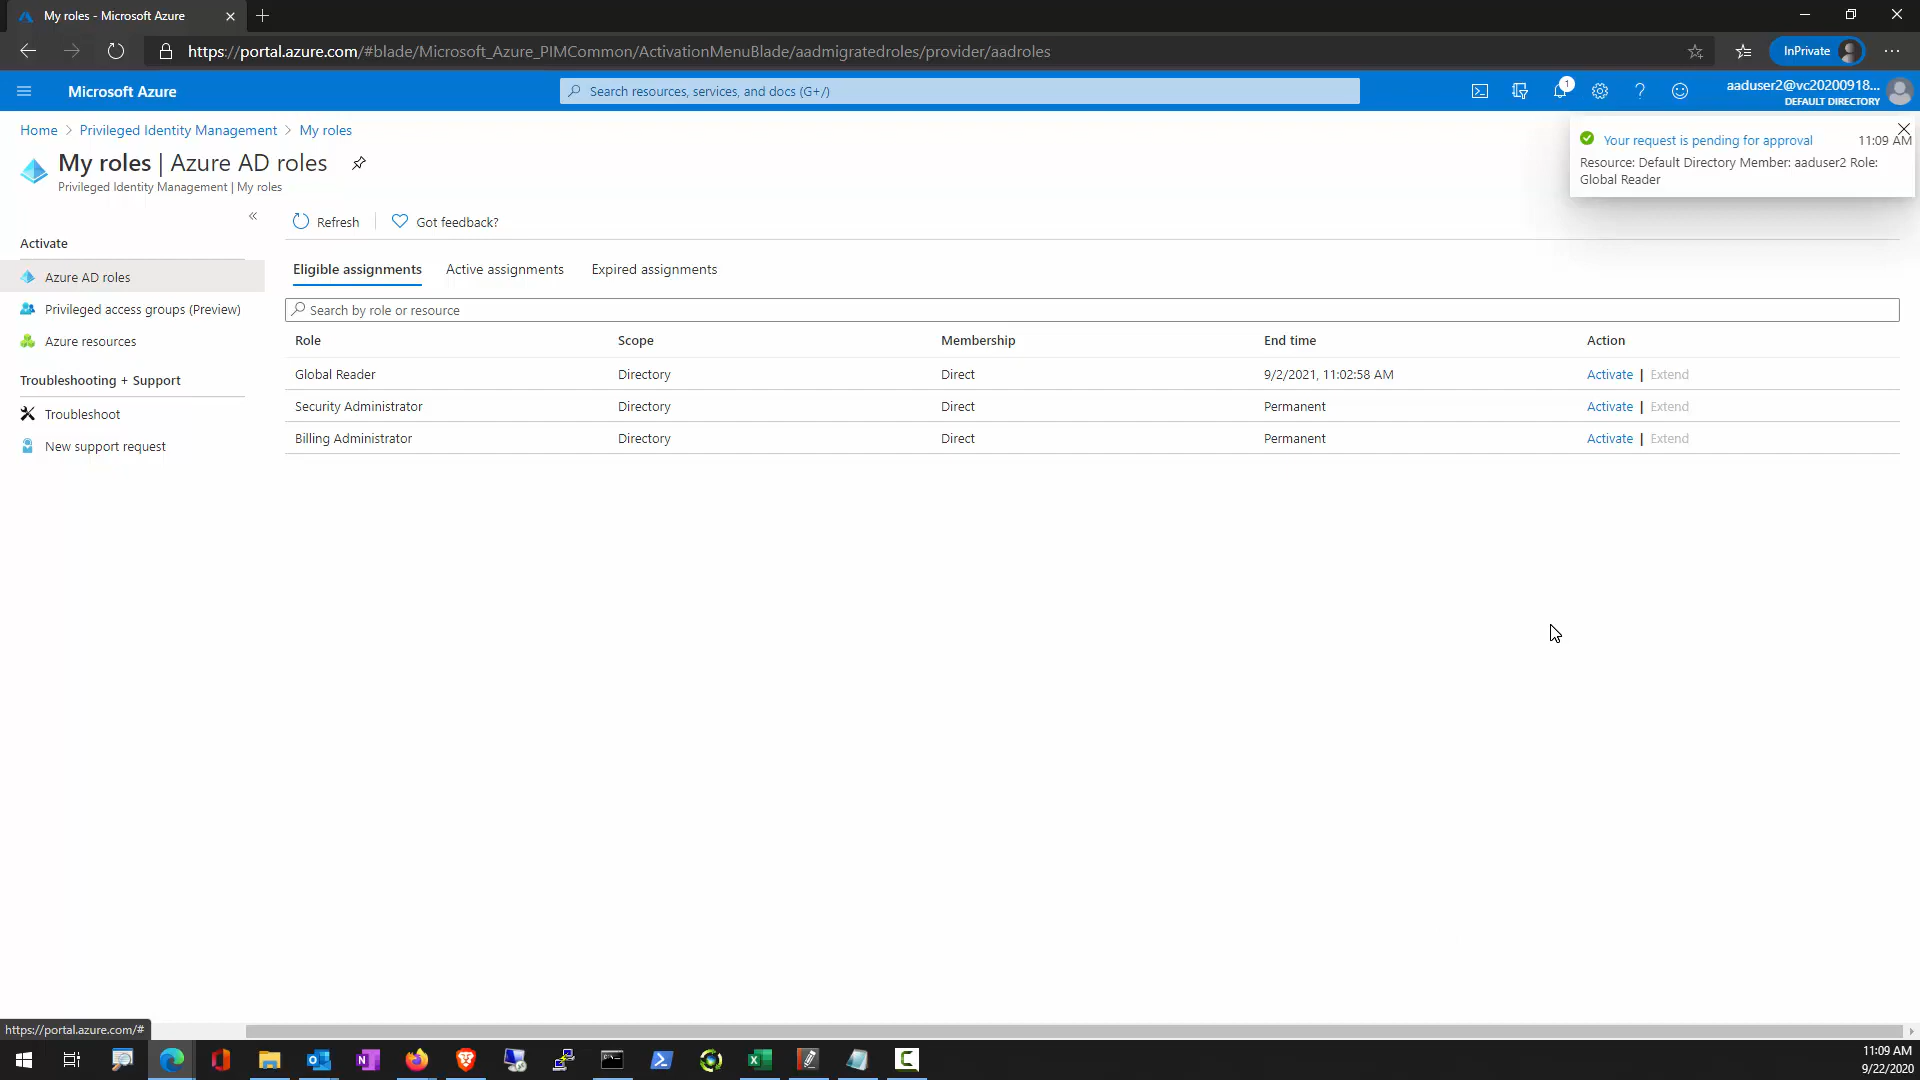 My roles - Microsoft Azure
https://portal.azure.com/#blade/Microsoft_Azure_PIMCommon/ActivationMenuBlade/aadmigratedroles/provider/aadroles
InPrivate
Microsoft Azure
Search resources, services, and docs (G+/)
1
aaduser2@vc20200918...
DEFAULT DIRECTORY
Home > Privileged Identity Management > My roles
Your request is pending for approval 11:09 AM
Resource: Default Directory Member: aaduser2 Role:
Global Reader
My roles | Azure AD roles
Privileged Identity Management | My roles
«
Refresh
Got feedback?
Activate
Azure AD roles
Privileged access groups (Preview)
Azure resources
Troubleshooting + Support
Troubleshoot
New support request
Eligible assignments Active assignments Expired assignments
Search by role or resource
Role Scope Membership End time Action
Global Reader Directory Direct 9/2/2021, 11:02:58 AM Activate | Extend
Security Administrator Directory Direct Permanent Activate | Extend
Billing Administrator Directory Direct Permanent Activate | Extend
https://portal.azure.com/#
11:09 AM
9/22/2020